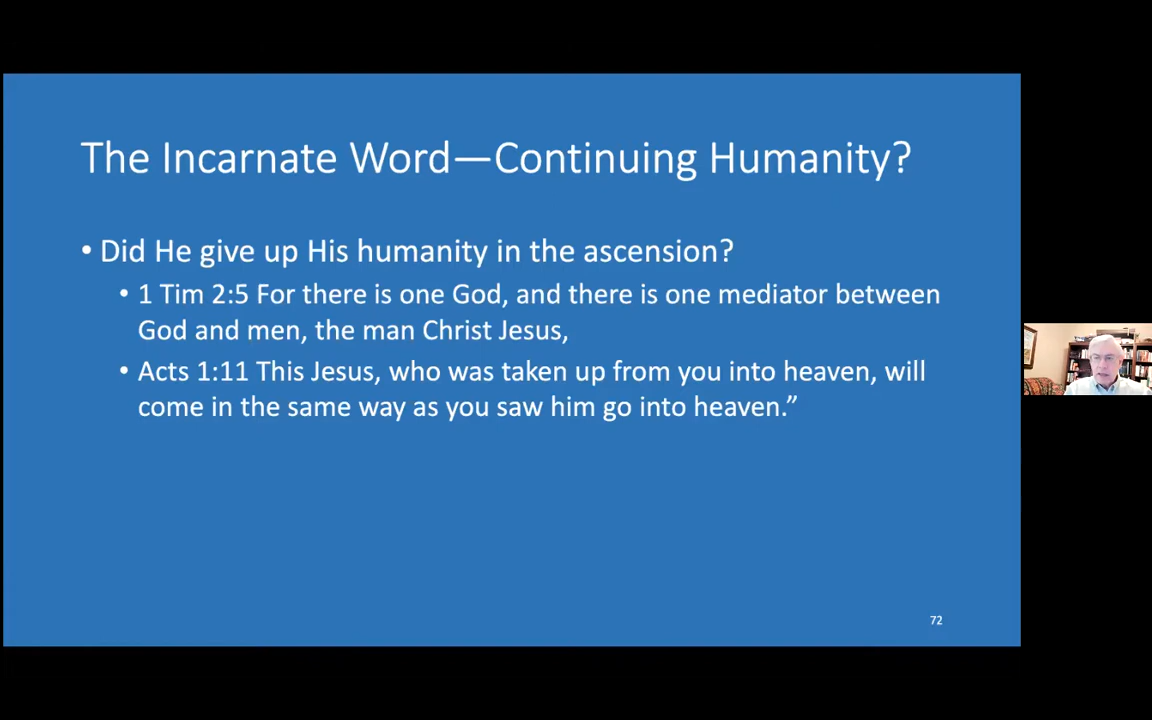 The Incarnate Word—Continuing Humanity?
• Did He give up His humanity in the ascension?
• 1 Tim 2:5 For there is one God, and there is one mediator between
God and men, the man Christ Jesus,
• Acts 1:11 This Jesus, who was taken up from you into heaven, will
come in the same way as you saw him go into heaven.”
72